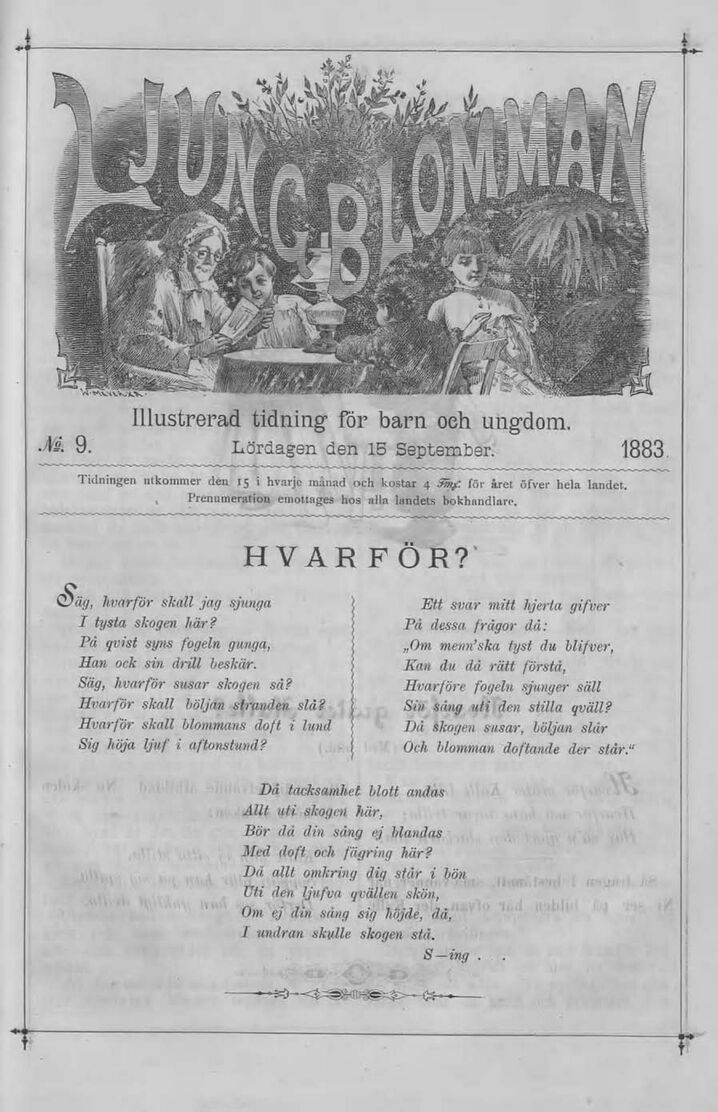 LJUNGBLOMMAN
W. MEYER X.A.
Illustrerad tidning för barn och ungdom.
№ 9.
Lördagen den 15 September.
1883.
Tidningen utkommer den 15 i hvarje månad och kostar 4 Fmk: för året öfver hela landet.
Prenumeration emottages hos alla landets bokhandlare.
HVARFÖR?
Säg, hvarför skall jag sjunga
I tysta skogen här?
På qvist syns fogeln gunga,
Han ock sin drill beskär.
Säg, hvarför susar skogen så?
Hvarför skall böljan stranden slå?
Hvarför skall blommans doft i lund
Sig höja ljuf i aftonstund?
Ett svar mitt hjerta gifver
På dessa frågor då:
„Om menn'ska tyst du blifver,
Kan du då rätt förstå,
Hvarföre fogeln sjunger säll
Sin sång uti den stilla qväll?
Då skogen susar, böljan slår
Och blomman doftande der står.“
Då tacksamhet blott andas
Allt uti skogen här,
Bör då din sång ej blandas
Med doft och fägring här?
Då allt omkring dig står i bön
Uti den ljufva qvällen skön,
Om ej din sång sig höjde, då,
I undran skulle skogen stå.
S—ing . .